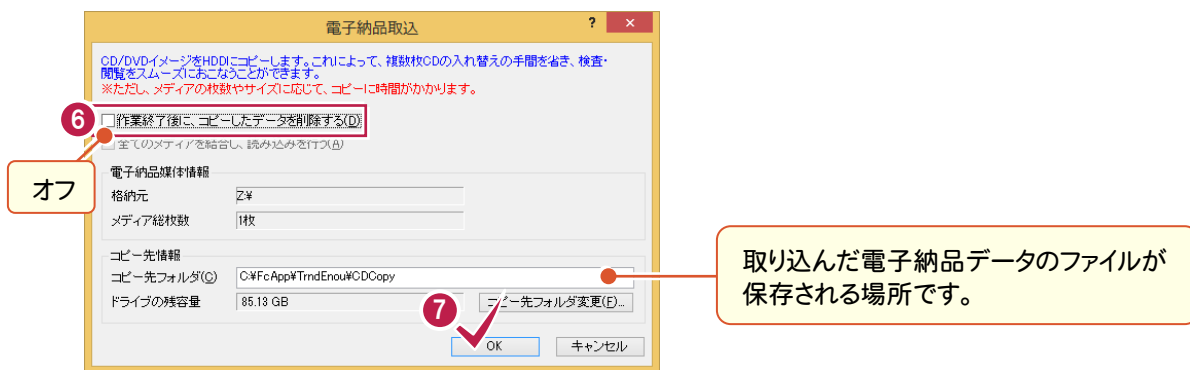 電子納品取込
? ×
CD/DVDイメージをHDDにコピーします。これによって、複数枚CDの入れ替えの手間を省き、検査・
閲覧をスムーズにおこなうことができます。
※ただし、メディアの枚数やサイズに応じて、コピーに時間がかかります。
6
作業終了後に、コピーしたデータを削除する(D)
全てのメディアを結合し、読み込みを行う(A)
オフ
電子納品媒体情報
格納元 Z:¥
メディア総枚数 1枚
コピー先情報
コピー先フォルダ(C) C:¥FcApp¥TrndEnou¥CDCopy
ドライブの残容量 85.13 GB コピー先フォルダ変更(F)...
7
OK キャンセル
取り込んだ電子納品データのファイルが
保存される場所です。